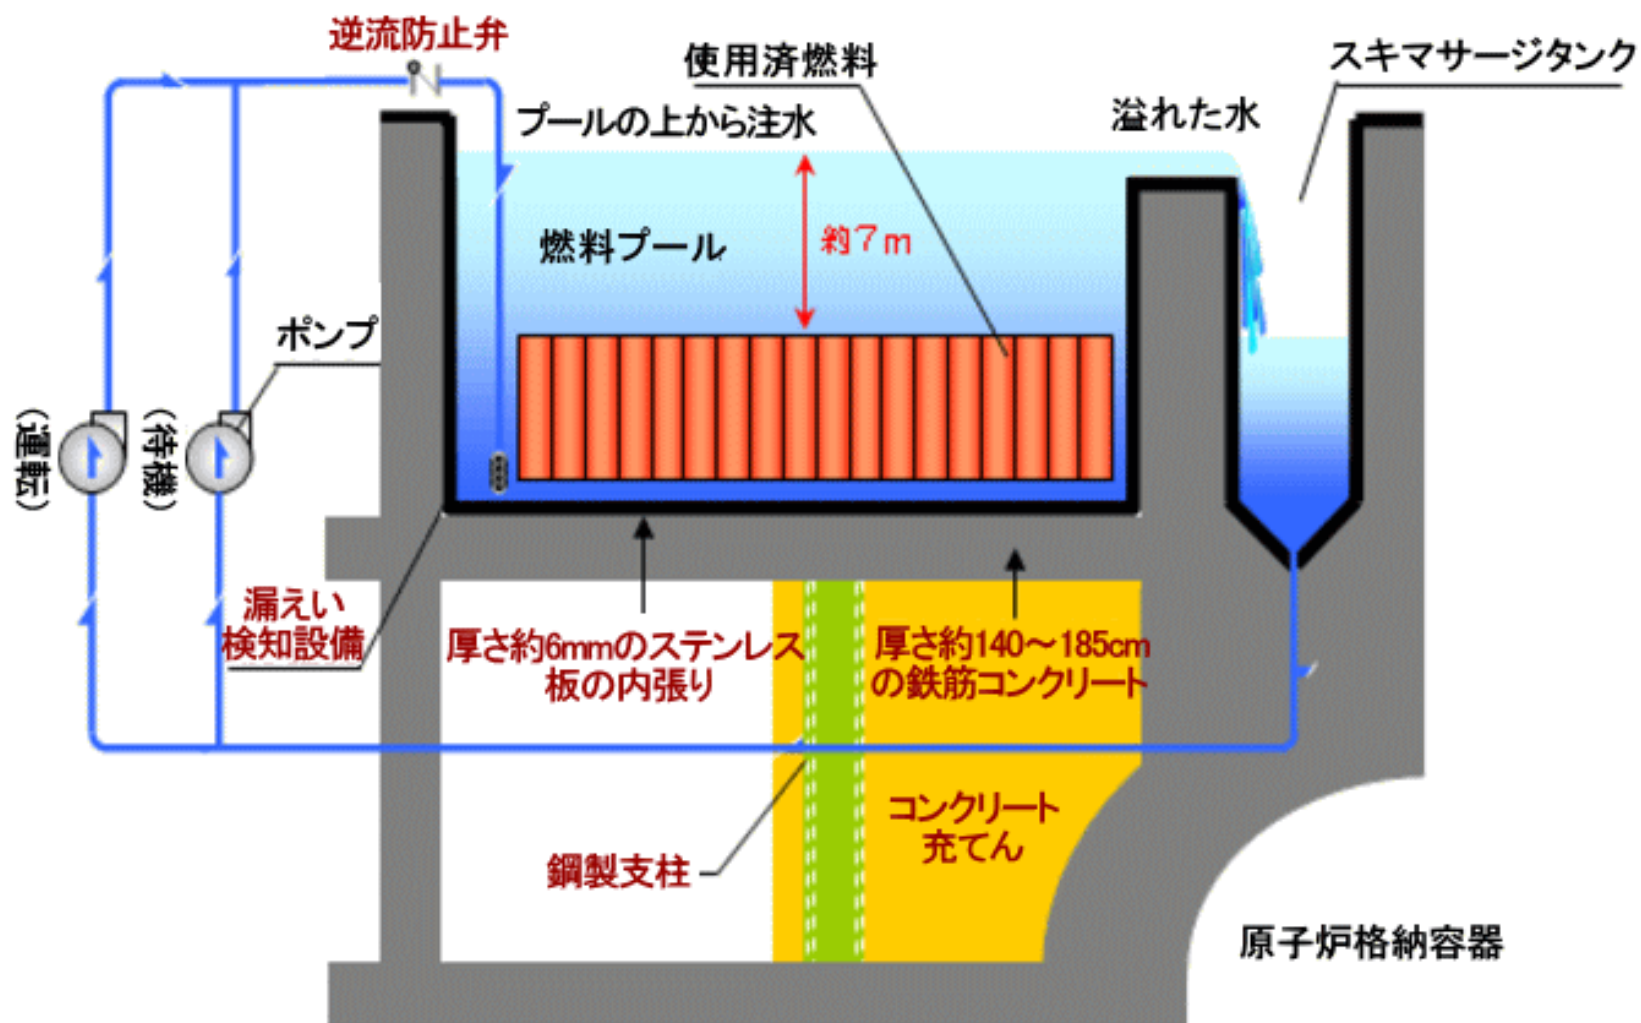 逆流防止弁
使用済燃料
スキマサージタンク
プールの上から注水
溢れた水
燃料プール
約7m
ポンプ
(運転)
(待機)
漏えい
検知設備
厚さ約6mmのステンレス
板の内張り
厚さ約140～185cm
の鉄筋コンクリート
コンクリート
充てん
鋼製支柱
原子炉格納容器